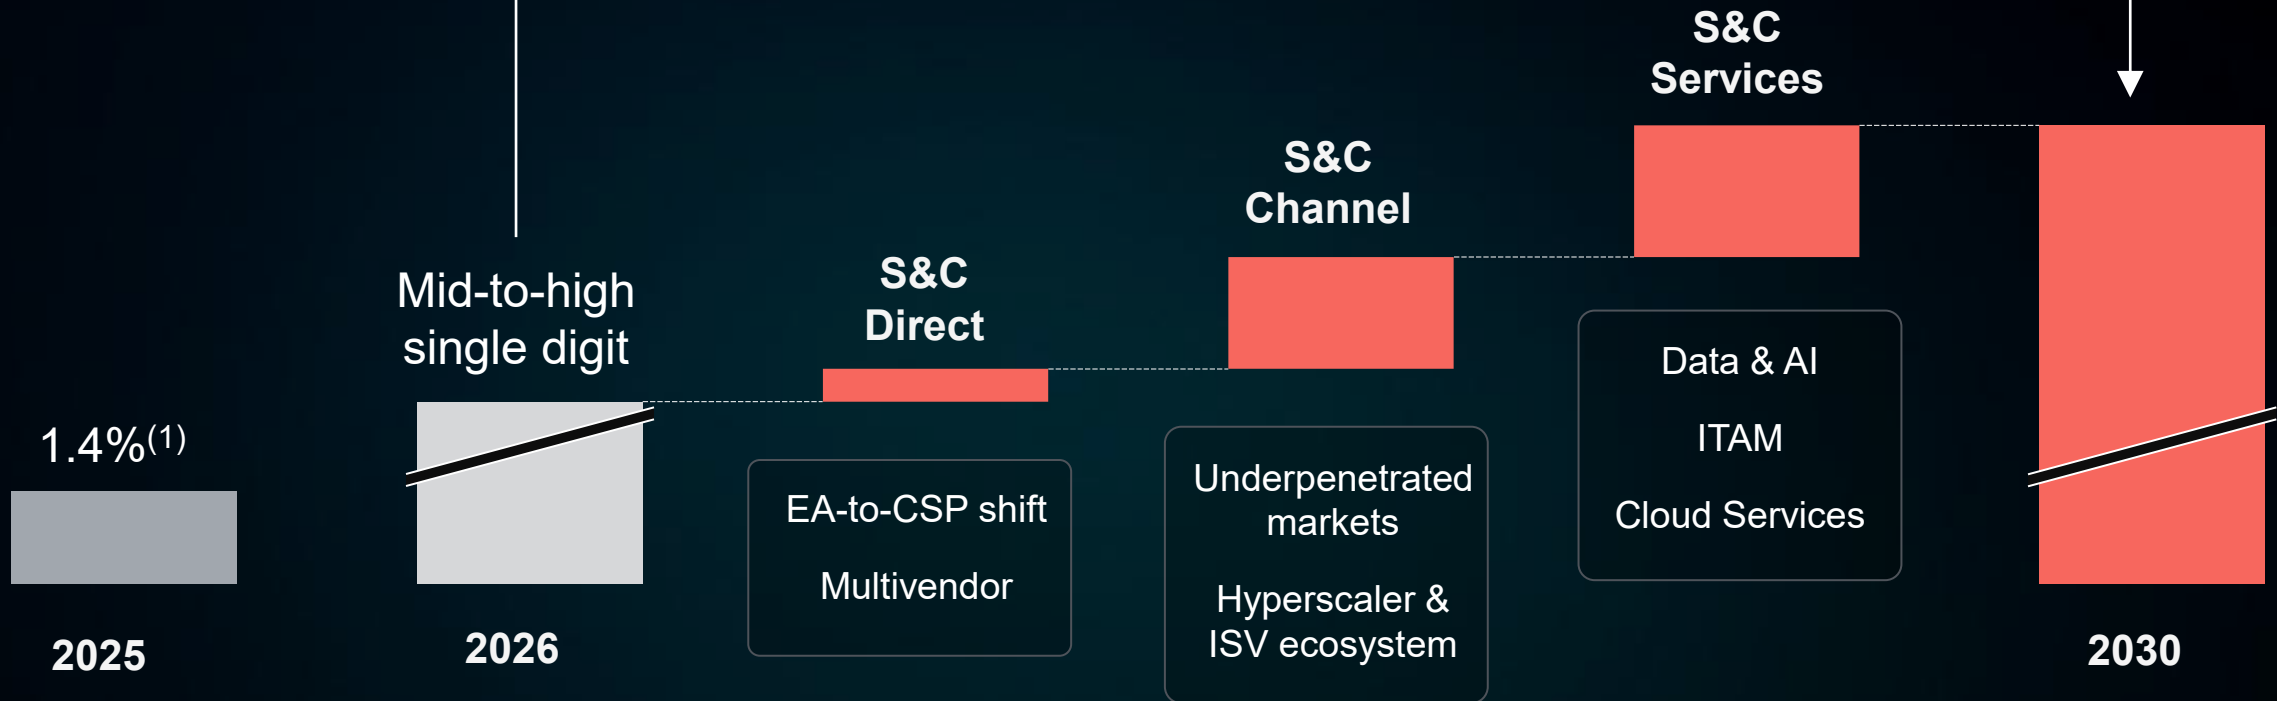 1.4%(1)
2025
Mid-to-high
single digit
2026
S&C
Direct
EA-to-CSP shift
Multivendor
S&C
Channel
Underpenetrated
markets
Hyperscaler &
ISV ecosystem
S&C
Services
Data & AI
ITAM
Cloud Services
2030